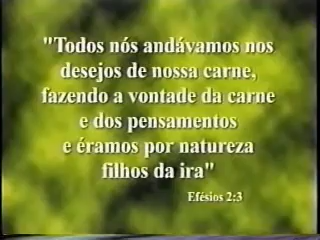 "Todos nós andávamos nos
desejos de nossa carne,
fazendo a vontade da carne
e dos pensamentos
e éramos por natureza
filhos da ira"
Efésios 2:3